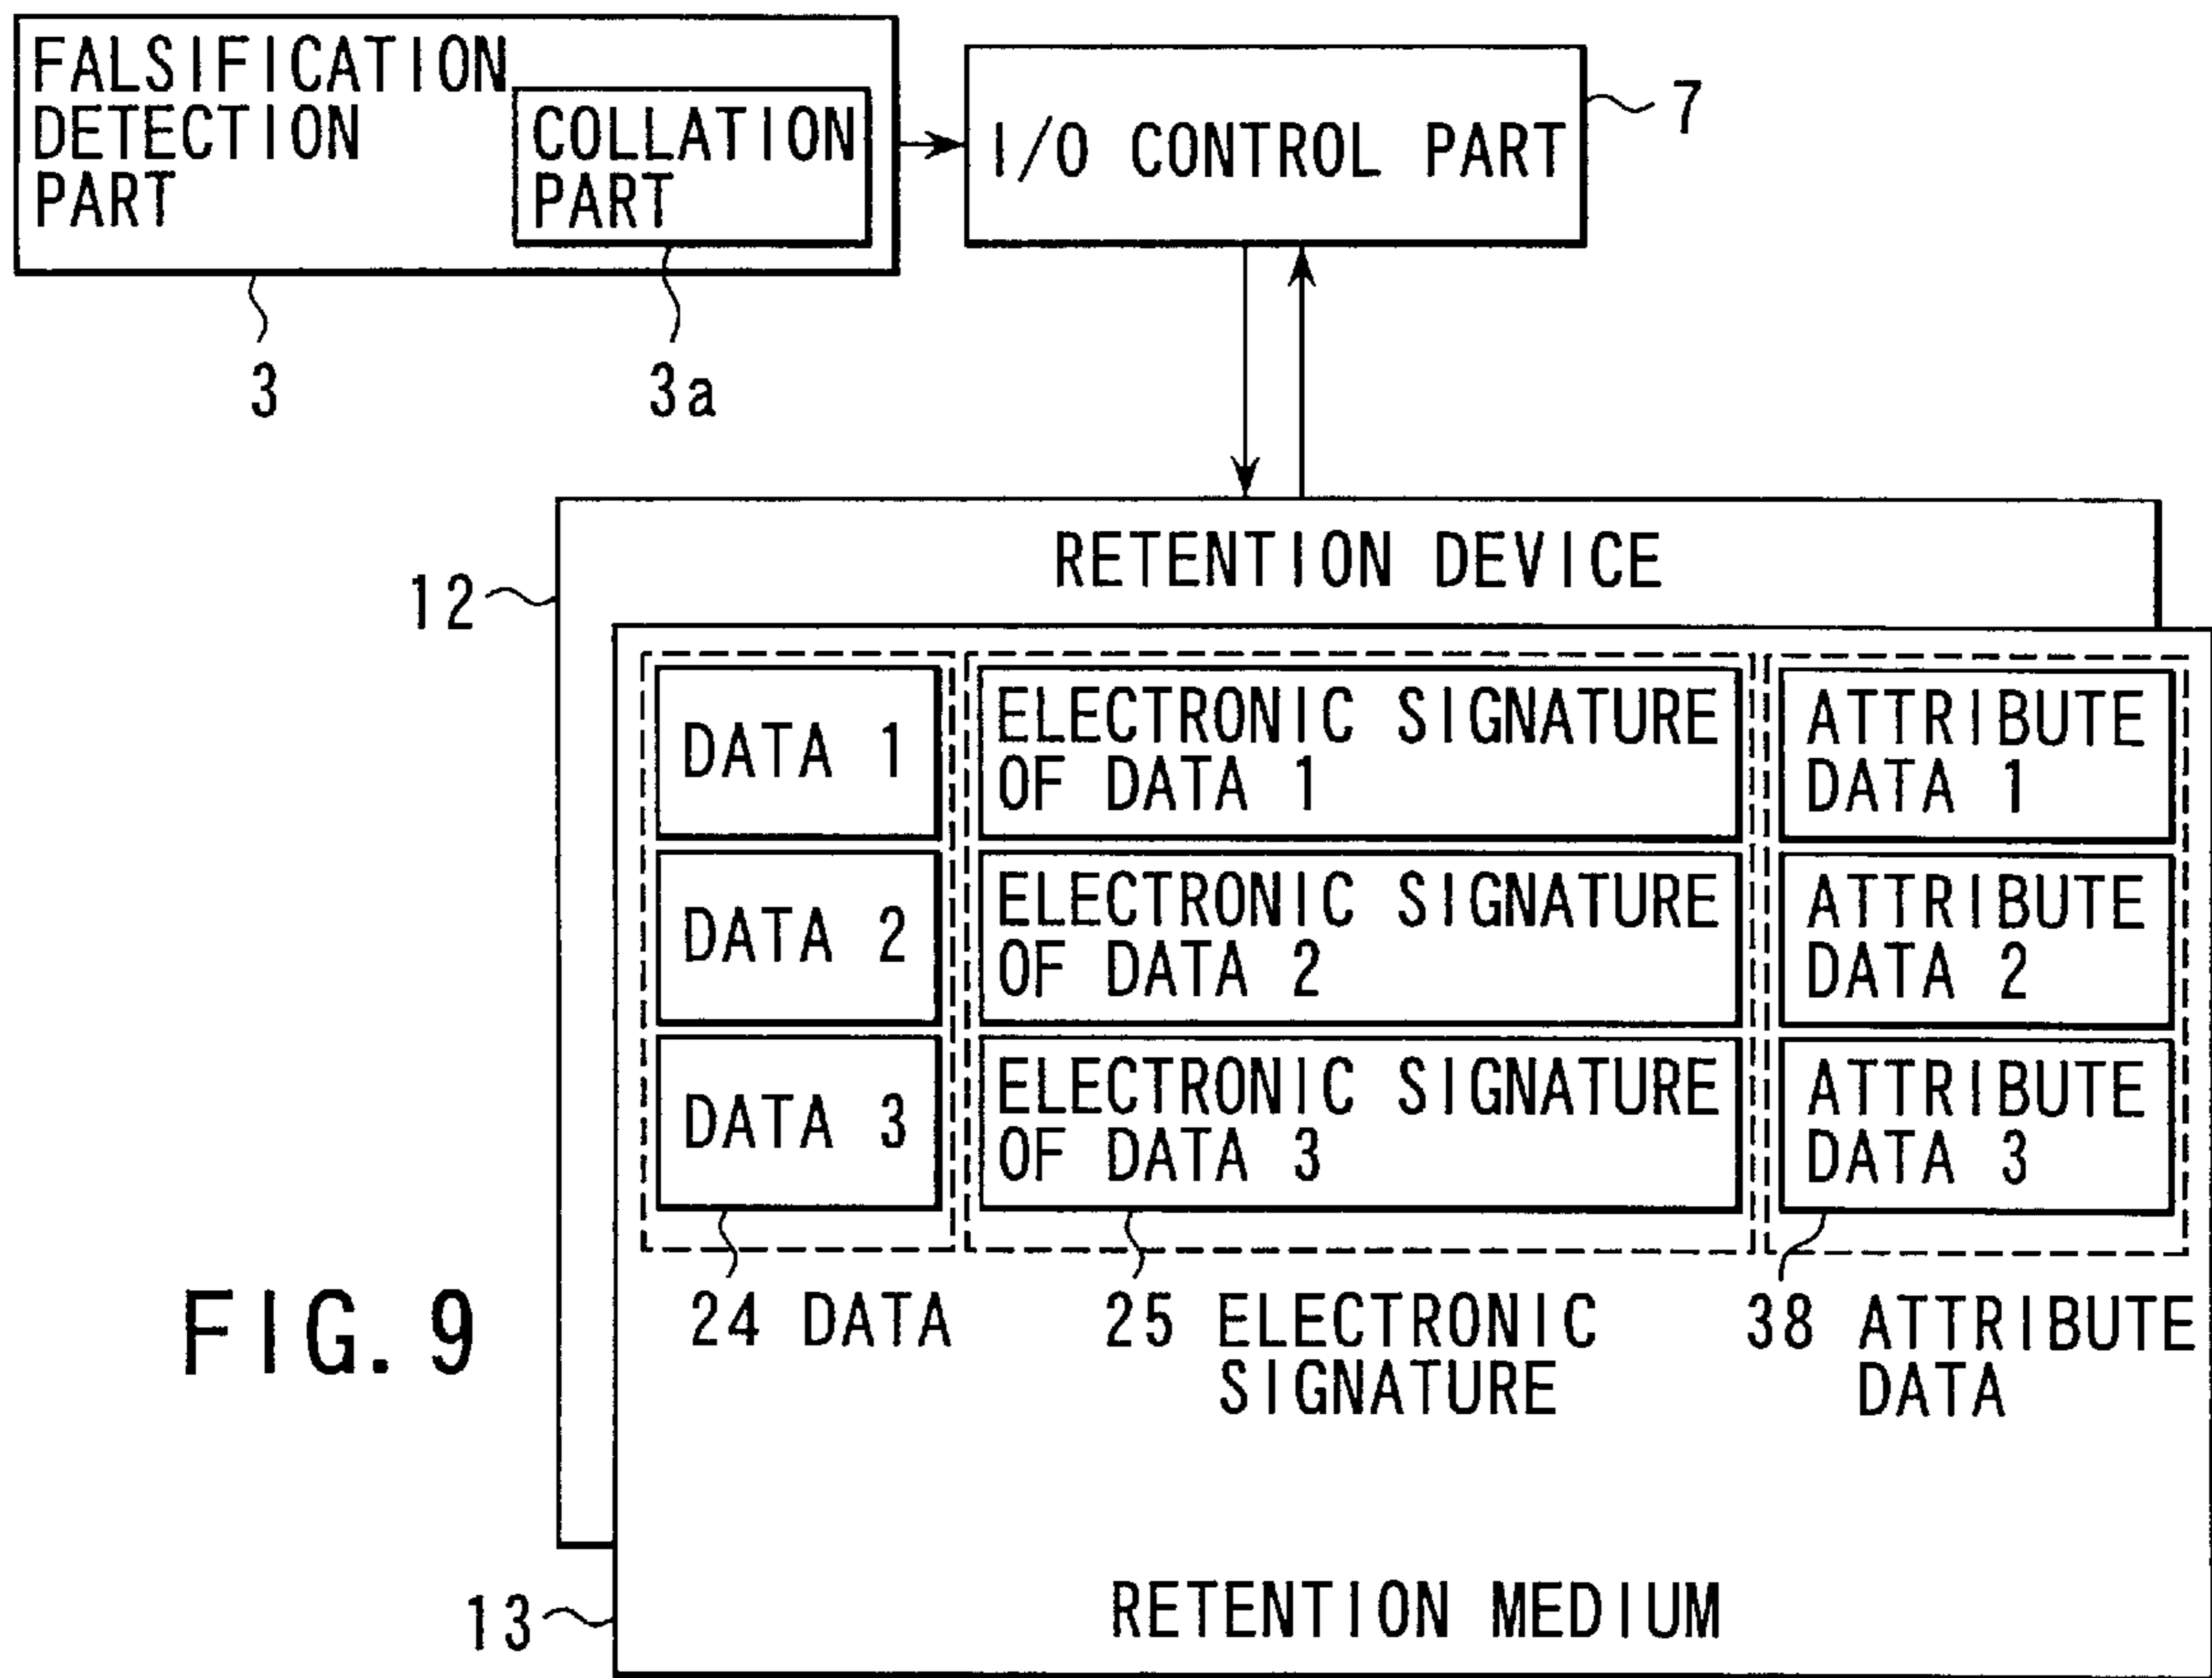 FALSIFICATION
DETECTION
PART
COLLATION
PART
I/O CONTROL PART
7
3
3a
RETENTION DEVICE
12
DATA 1
ELECTRONIC SIGNATURE
OF DATA 1
ATTRIBUTE
DATA 1
DATA 2
ELECTRONIC SIGNATURE
OF DATA 2
ATTRIBUTE
DATA 2
DATA 3
ELECTRONIC SIGNATURE
OF DATA 3
ATTRIBUTE
DATA 3
24 DATA
25 ELECTRONIC
SIGNATURE
38 ATTRIBUTE
DATA
FIG. 9
13
RETENTION MEDIUM